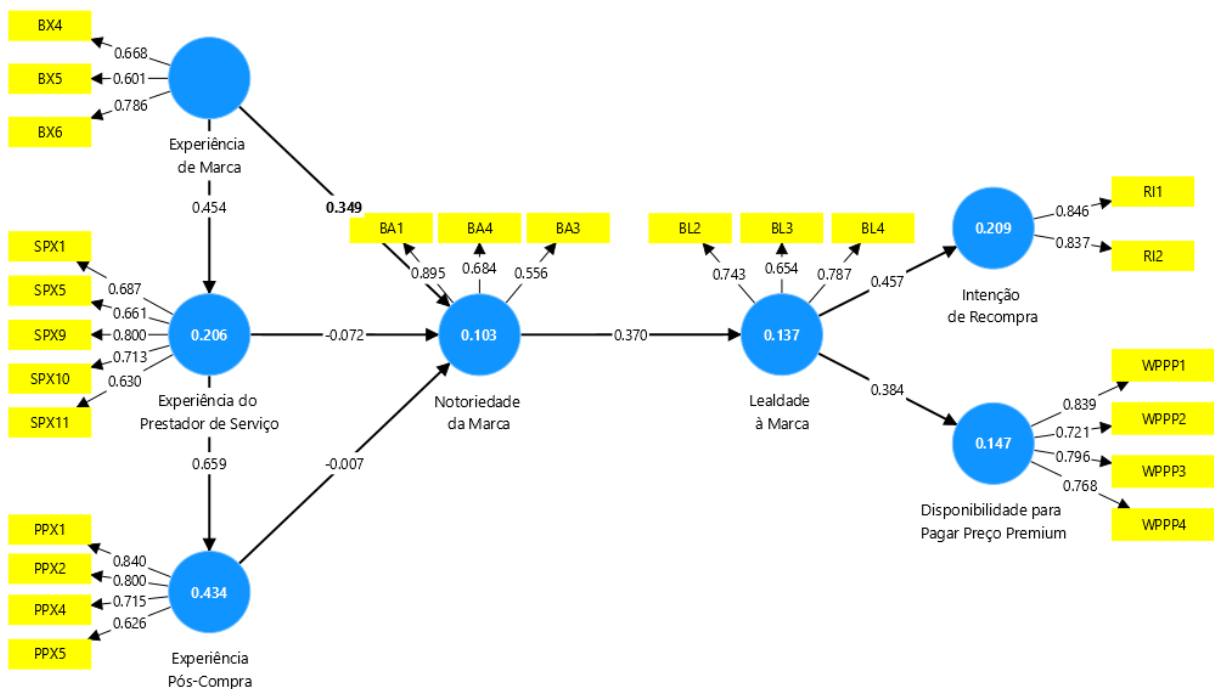 BX4
0.668
BX5
0.601
BX6
0.786
Experiência
de Marca
0.454
0.349
SPX1
0.687
SPX5
0.661
SPX9
0.800
SPX10
0.713
SPX11
0.630
0.206
Experiência do
Prestador de Serviço
-0.072
0.659
PPX1
0.840
PPX2
0.800
PPX4
0.715
PPX5
0.626
0.434
Experiência
Pós-Compra
-0.007
BA1
BA4
BA3
0.895
0.684
0.556
0.103
Notoriedade
da Marca
0.370
BL2
BL3
BL4
0.743
0.654
0.787
0.137
Lealdade
à Marca
0.457
0.384
0.209
Intenção
de Recompra
RI1
0.846
RI2
0.837
0.147
Disponibilidade para
Pagar Preço Premium
WPPP1
0.839
WPPP2
0.721
WPPP3
0.796
WPPP4
0.768